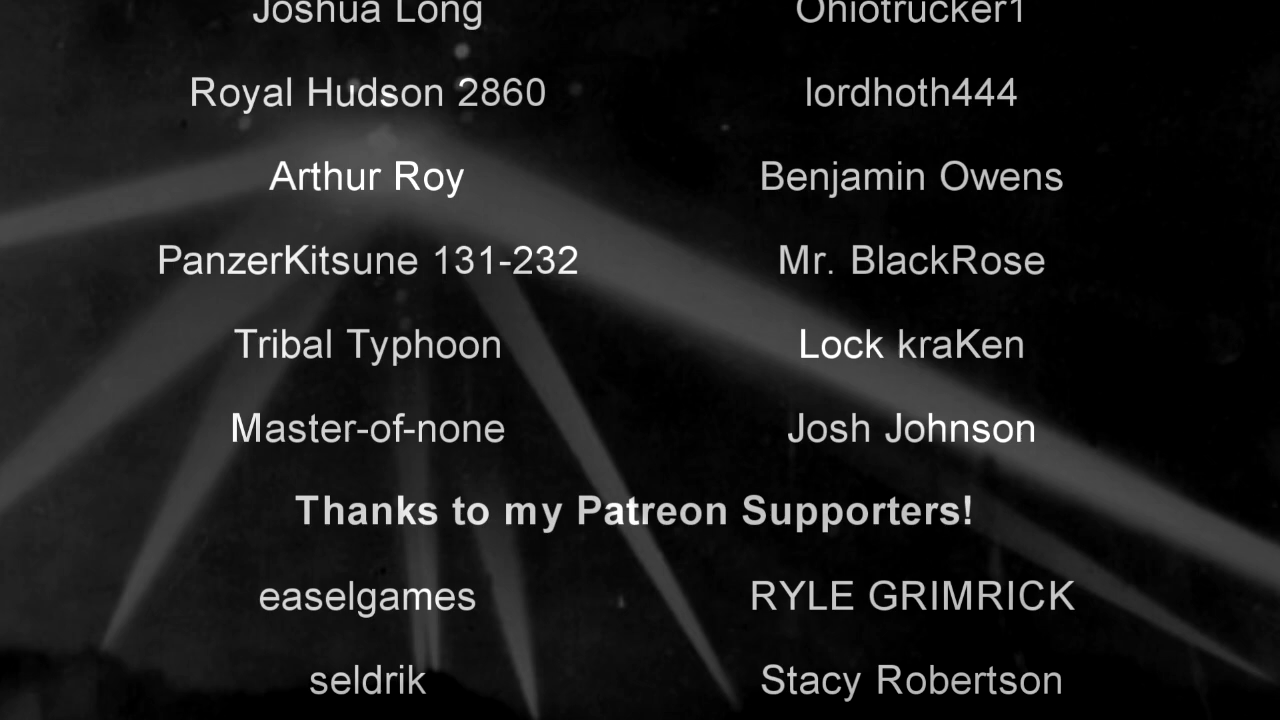 Joshua Long Ohiotrucker1
Royal Hudson 2860 lordhoth444
Arthur Roy Benjamin Owens
PanzerKitsune 131-232 Mr. BlackRose
Tribal Typhoon Lock kraKen
Master-of-none Josh Johnson
Thanks to my Patreon Supporters!
easelgames RYLE GRIMRICK
seldrik Stacy Robertson